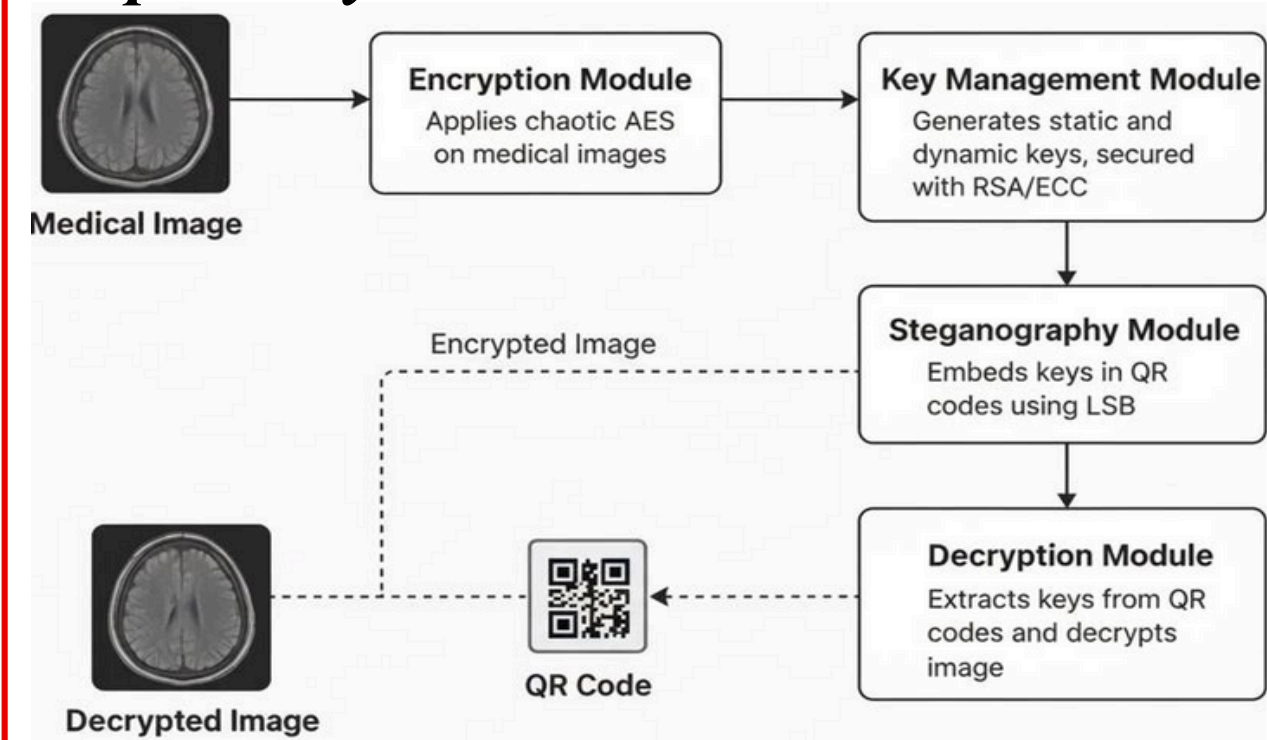 Encryption Module
Applies chaotic AES
on medical images
Key Management Module
Generates static and
dynamic keys, secured
with RSA/ECC
Medical Image
Steganography Module
Embeds keys in QR
codes using LSB
Encrypted Image
Decryption Module
Extracts keys from QR
codes and decrypts
image
QR Code
Decrypted Image